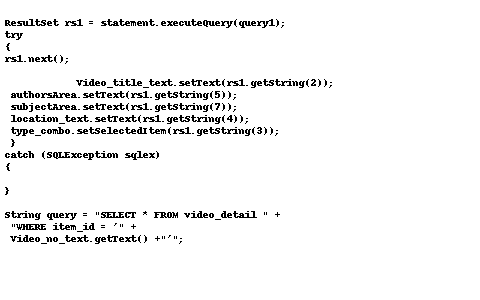 ResultSet rs1 = statement.executeQuery(query1);
try
{
rs1.next();
Video_title_text.setText(rs1.getString(2));
authorsArea.setText(rs1.getString(5));
subjectArea.setText(rs1.getString(7));
location_text.setText(rs1.getString(4));
type_combo.setSelectedItem(rs1.getString(3));
}
catch (SQLException sqlex)
{
}
String query = "SELECT * FROM video_detail " +
"WHERE item_id = '" +
Video_no_text.getText() +"'";